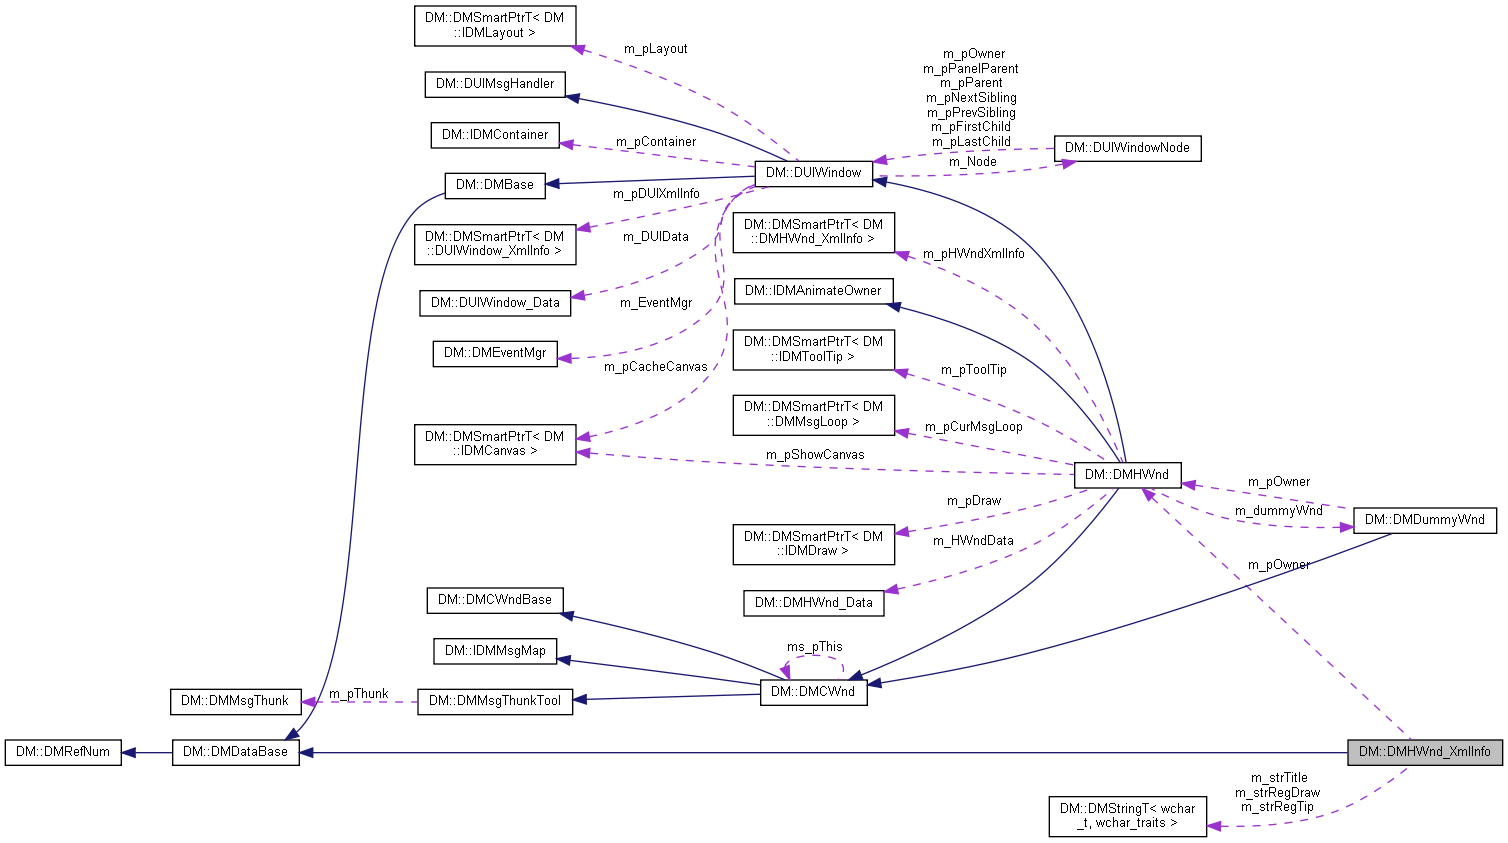 DM::DMSmartPtrT< DM
::IDMLayout >
m_pLayout
DM::DUIMsgHandler
m_pOwner
m_pPanelParent
m_pParent
m_pNextSibling
m_pPrevSibling
m_pFirstChild
m_pLastChild
DM::IDMContainer
m_pContainer
DM::DUIWindowNode
m_Node
DM::DUIWindow
DM::DMBase
m_pDUIXmlInfo
DM::DMSmartPtrT< DM
::DUIWindow_XmlInfo >
m_DUIData
DM::DMSmartPtrT< DM
::DMHWnd_XmlInfo >
m_pHWndXmlInfo
DM::DUIWindow_Data
m_EventMgr
DM::IDMAnimateOwner
DM::DMEventMgr
m_pCacheCanvas
DM::DMSmartPtrT< DM
::IDMToolTip >
m_pToolTip
DM::DMSmartPtrT< DM
::DMMsgLoop >
m_pCurMsgLoop
DM::DMSmartPtrT< DM
::IDMCanvas >
m_pShowCanvas
DM::DMHWnd
m_pOwner
m_dummyWnd
DM::DMDummyWnd
m_pDraw
DM::DMSmartPtrT< DM
::IDMDraw >
m_HWndData
m_pOwner
DM::DMHWnd_Data
DM::DMCWndBase
DM::IDMMsgMap
ms_pThis
DM::DMCWnd
DM::DMMsgThunk
m_pThunk
DM::DMMsgThunkTool
DM::DMRefNum
DM::DMDataBase
DM::DMHWnd_XmlInfo
m_strTitle
m_strRegDraw
m_strRegTip
DM::DMStringT< wchar
_t, wchar_traits >